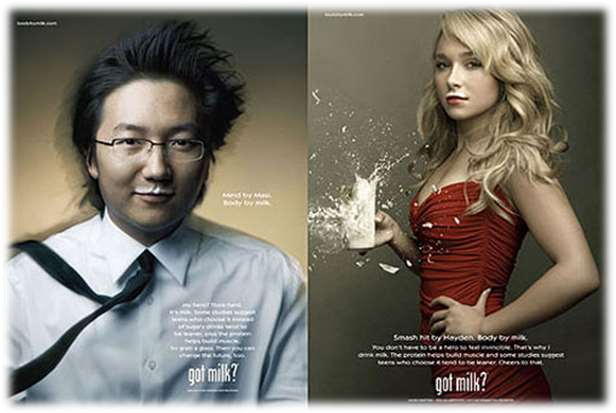 bodybymilk.com
Mind by Masi.
Body by milk.
my hero? Think hard.
It's milk. Some studies suggest
teens who choose it instead
of sugary drinks tend to
be leaner, plus the protein
helps build muscle.
So grab a glass. Then you can
change the future, too.
got milk?
bodybymilk.com
Smash hit by Hayden. Body by milk.
You don't have to be a hero to feel invincible. That's why I
drink milk. The protein helps build muscle and some studies suggest
teens who choose it tend to be leaner. Cheers to that.
got milk?